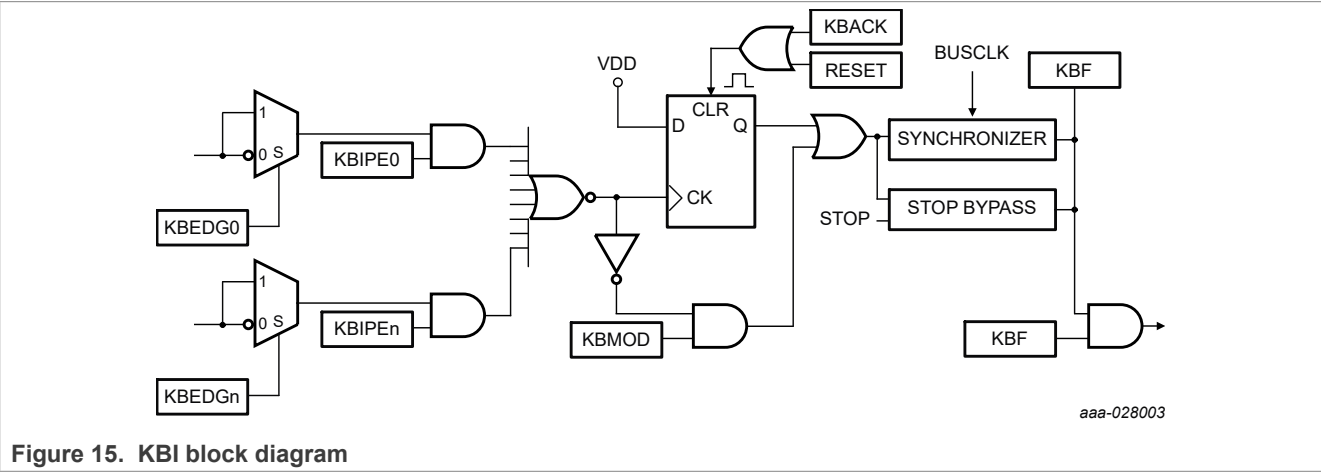 KBACK
RESET
BUSCLK
KBF
VDD
CLR
D
Q
CK
1
0
S
KBIPE0
KBEDG0
SYNCHRONIZER
STOP
STOP BYPASS
1
0
S
KBIPEn
KBEDGn
KBMOD
KBF
aaa-028003
Figure 15. KBI block diagram